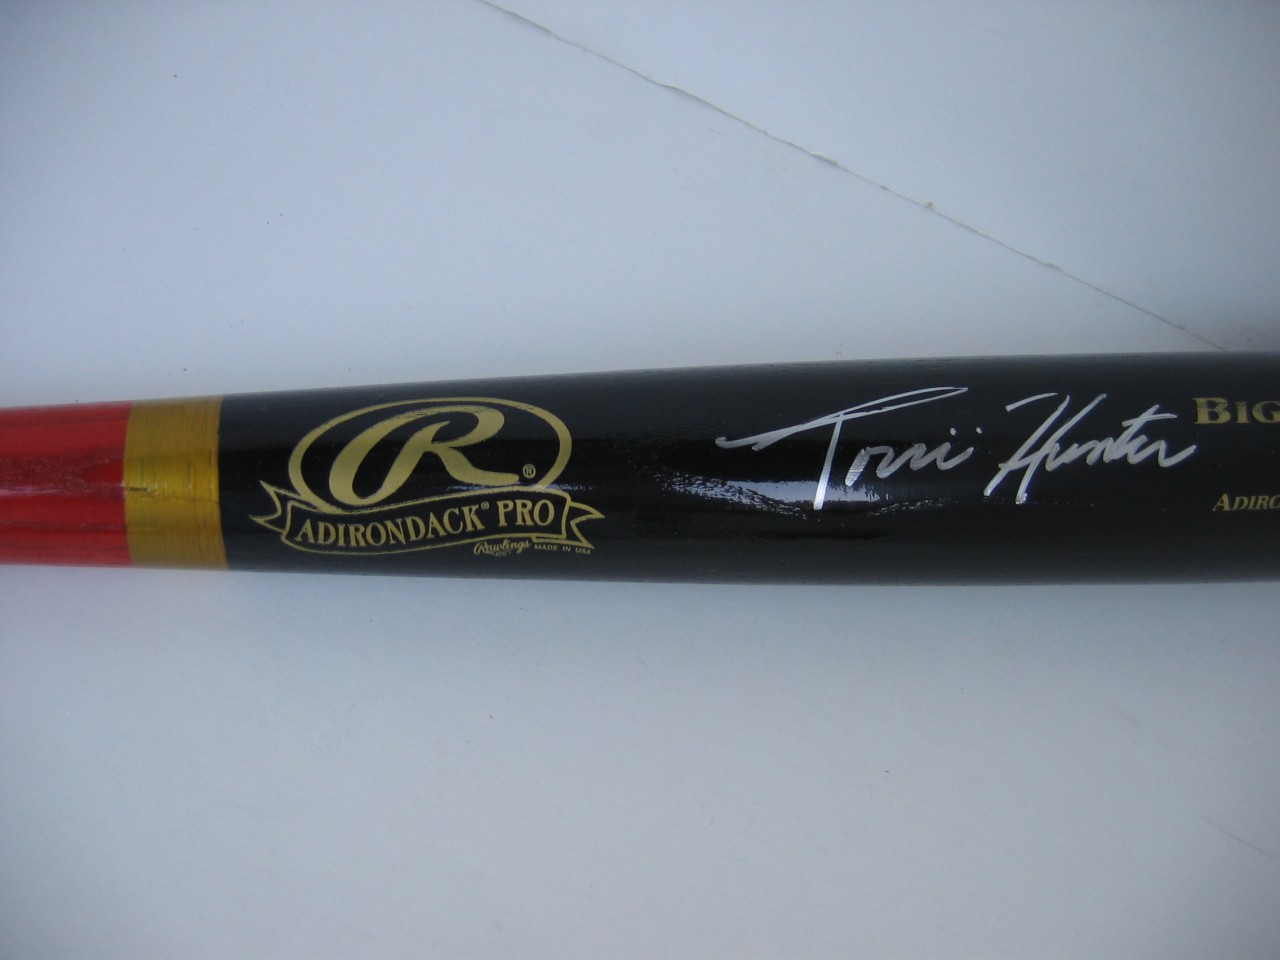 R®
ADIRONDACK® PRO
Rawlings MADE IN USA
Torii Hunter
BIG
ADIRO